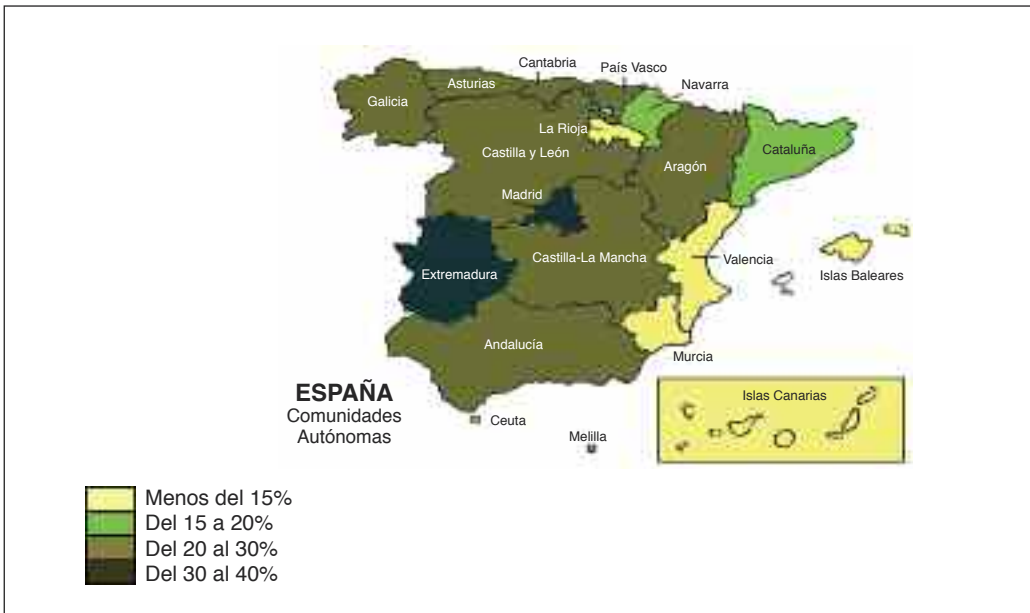 Cantabria
País Vasco
Asturias
Navarra
Galicia
La Rioja
Castilla y León
Cataluña
Aragón
Madrid
Castilla-La Mancha
Valencia
Extremadura
Islas Baleares
Andalucía
Murcia
ESPAÑA
Comunidades
Autónomas
Islas Canarias
Ceuta
Melilla
Menos del 15%
Del 15 a 20%
Del 20 al 30%
Del 30 al 40%